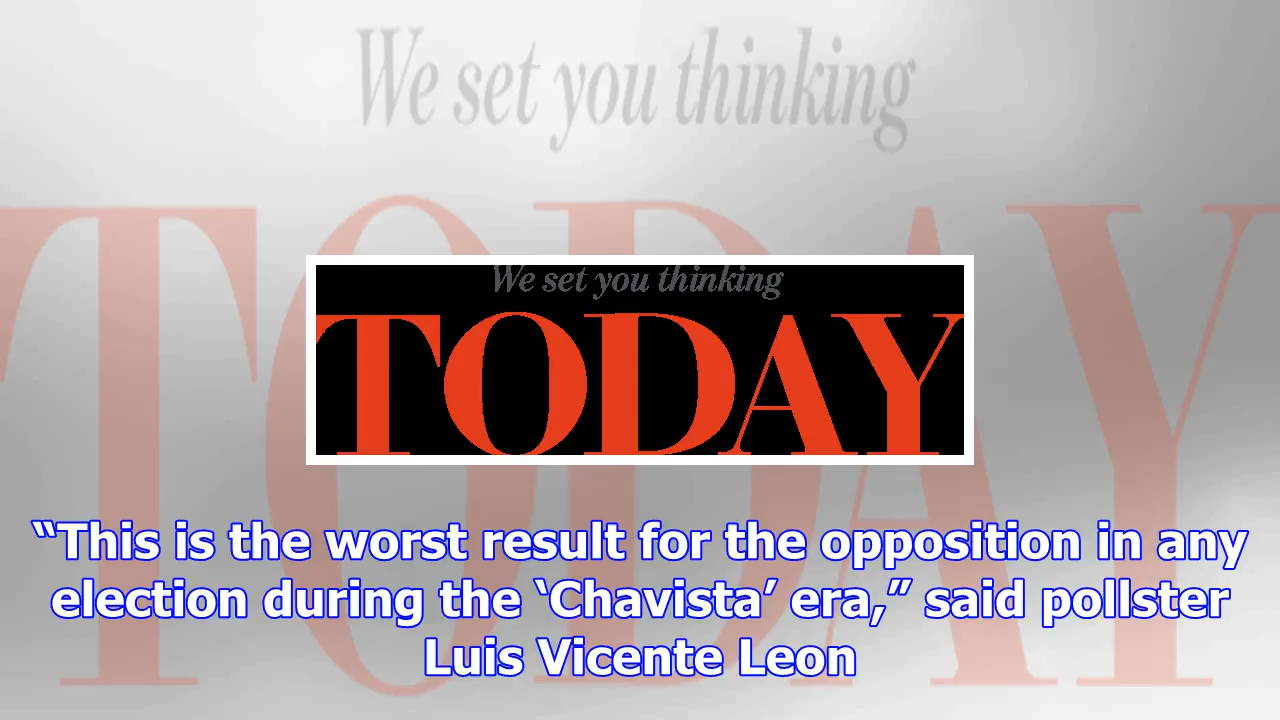 We set you thinking
We set you thinking
TODAY
TODAY
“This is the worst result for the opposition in any
election during the ‘Chavista’ era,” said pollster
Luis Vicente Leon